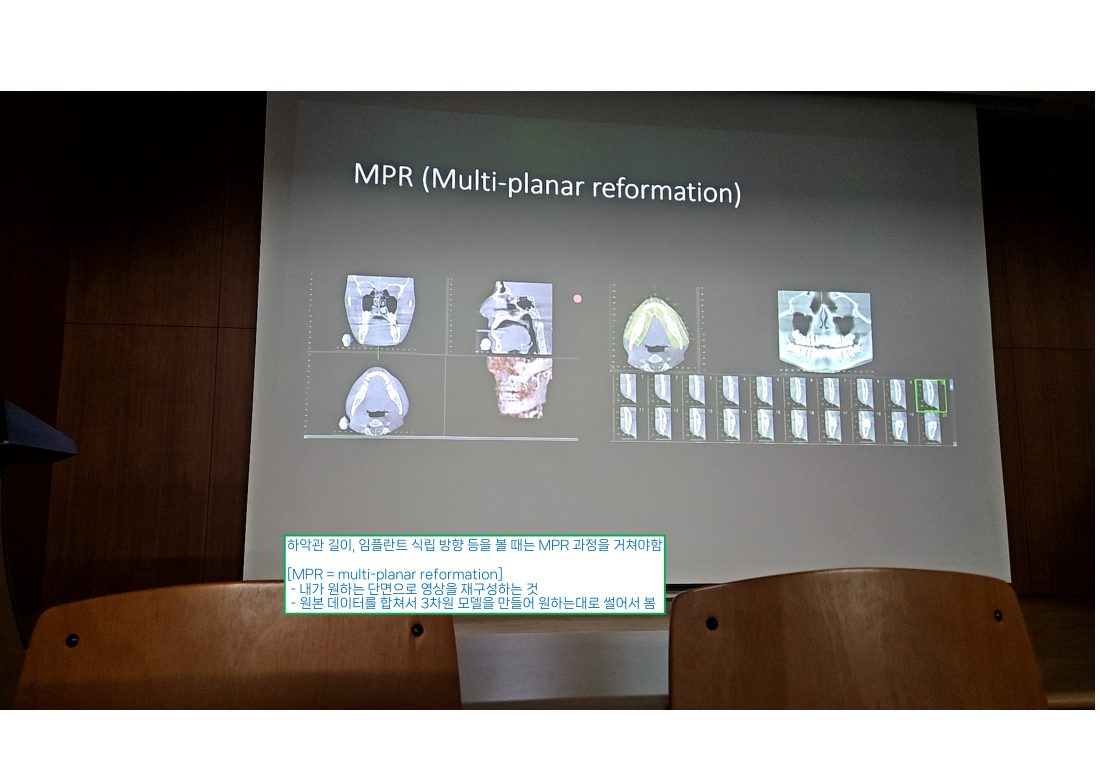 MPR (Multi-planar reformation)
하악관 길이, 임플란트 식립 방향 등을 볼 때는 MPR 과정을 거쳐야함
[MPR = multi-planar reformation]
- 내가 원하는 단면으로 영상을 재구성하는 것
- 원본 데이터를 합쳐서 3차원 모델을 만들어 원하는대로 썰어서 봄